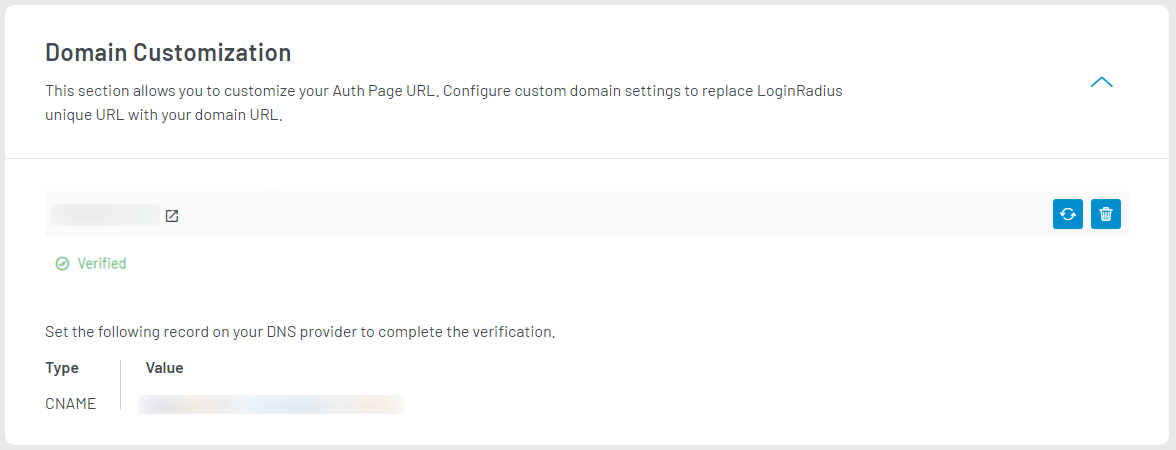 Domain Customization
This section allows you to customize your Auth Page URL. Configure custom domain settings to replace LoginRadius
unique URL with your domain URL.
Verified
Set the following record on your DNS provider to complete the verification.
Type Value
CNAME